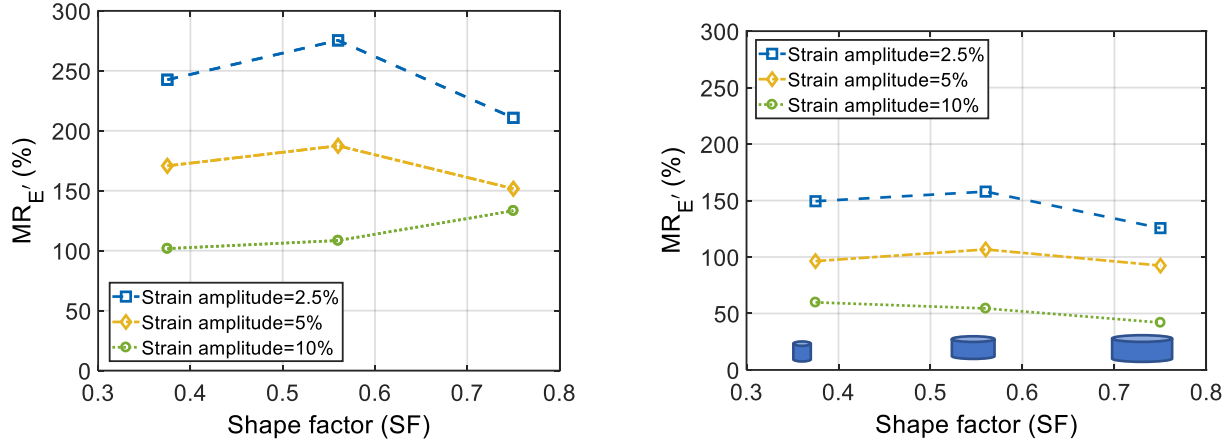 300
250
200
150
100
50
0
MR_E′ (%)
Strain amplitude=2.5%
Strain amplitude=5%
Strain amplitude=10%
0.3 0.4 0.5 0.6 0.7 0.8
Shape factor (SF)
300
250
200
150
100
50
0
MR_E′ (%)
Strain amplitude=2.5%
Strain amplitude=5%
Strain amplitude=10%
0.3 0.4 0.5 0.6 0.7 0.8
Shape factor (SF)